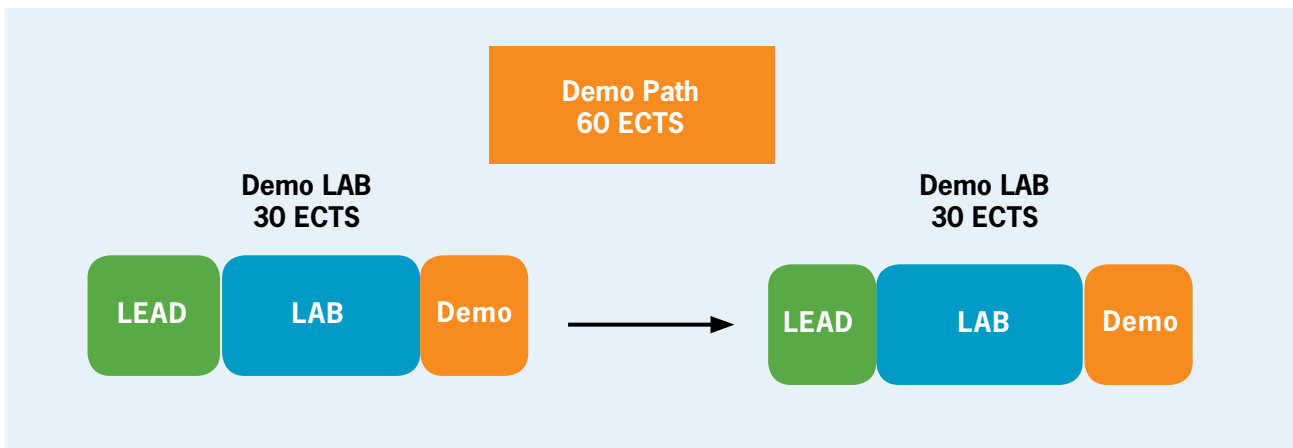 Demo Path
60 ECTS
Demo LAB
30 ECTS
Demo LAB
30 ECTS
LEAD
LAB
Demo
LEAD
LAB
Demo